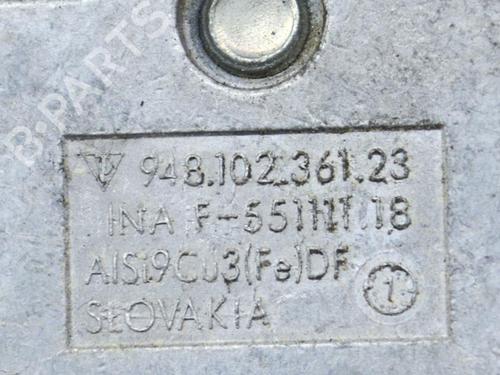 B-PARTS
948.102.361.23
INA F-551111.18
AlSi9Cu3(Fe)DF 1
SLOVAKIA